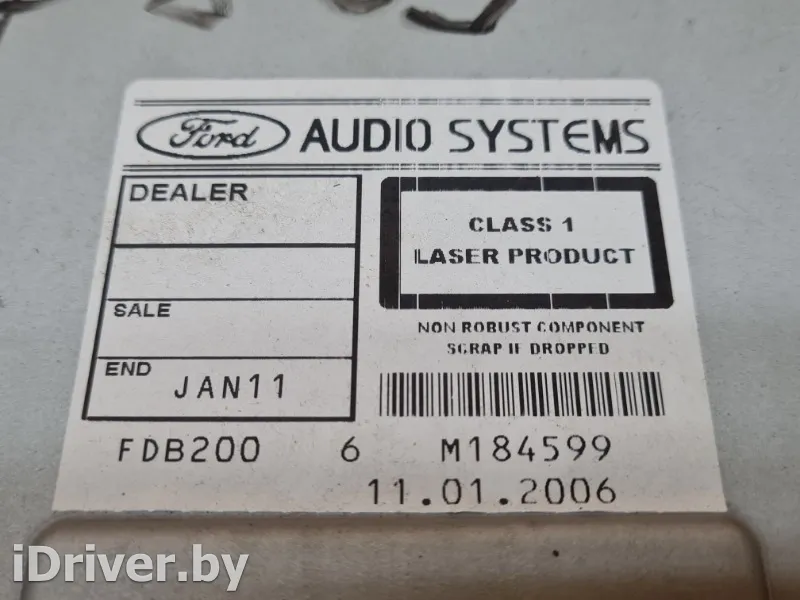 Ford AUDIO SYSTEMS
DEALER
SALE
END JAN11
CLASS 1
LASER PRODUCT
NON ROBUST COMPONENT
SCRAP IF DROPPED
FDB200 6 M184599
11.01.2006
iDriver.by